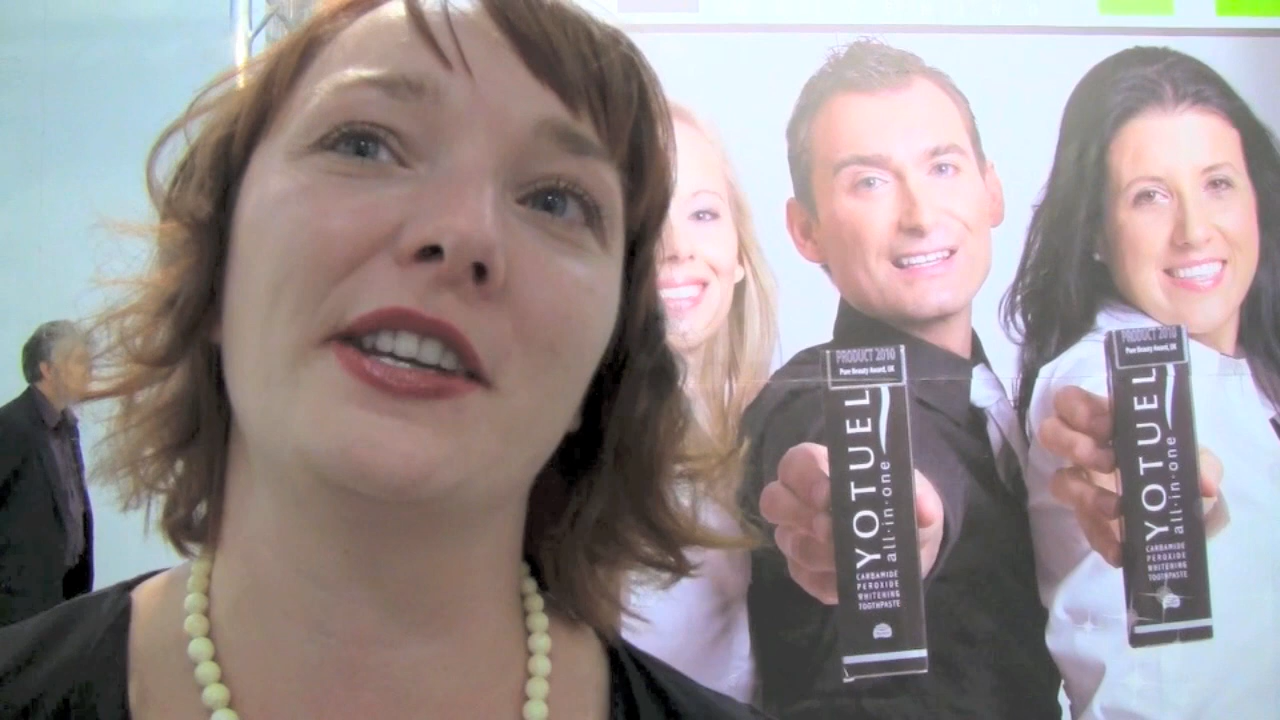 PRODUCT 2010
Pure Beauty Award, UK
YOTUEL
all·in·one
CARBAMIDE
PEROXIDE
WHITENING
TOOTHPASTE
PRODUCT 2010
Pure Beauty Award, UK
YOTUEL
all·in·one
CARBAMIDE
PEROXIDE
WHITENING
TOOTHPASTE